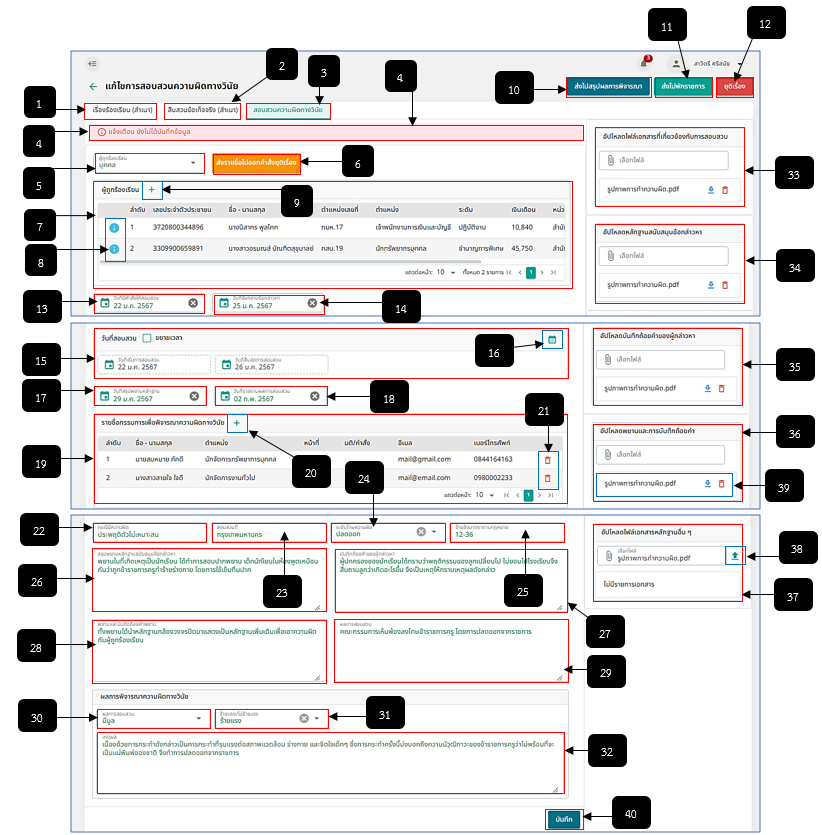 11
12
2
3
4
สาวิตรี ศรีสมัย
3
แก้ไขการสอบสวนความผิดทางวินัย
10
ส่งไปสรุปผลการพิจารณา
ส่งไปพักราชการ
ยุติเรื่อง
1
เรื่องร้องเรียน (สำเนา)
สืบสวนข้อเท็จจริง (สำเนา)
สอบสวนความผิดทางวินัย
4
แจ้งเตือน ยังไม่ได้บันทึกข้อมูล
อัปโหลดไฟล์เอกสารที่เกี่ยวข้องกับการสอบสวน
เลือกไฟล์
รูปภาพการทำความผิด.pdf
33
5
ผู้ถูกร้องเรียน
บุคคล
ส่งรายชื่อไปออกคำสั่งยุติเรื่อง
6
ผู้ถูกร้องเรียน
9
7
ลำดับ เลขประจำตัวประชาชน ชื่อ - นามสกุล ตำแหน่งเลขที่ ตำแหน่ง ระดับ เงินเดือน หน่ว
1 3720800344896 นางนิสากร พูลโภก กบห.17 เจ้าพนักงานการเงินและบัญชี ปฏิบัติงาน 10,840 สำนัก
8
2 3309900659891 นางสาวอรมณส์ บัณฑิตสุขุมาลย์ กสม.19 นักทรัพยากรบุคคล ชำนาญการพิเศษ 45,750 สำนั
แถวต่อหน้า: 10 ทั้งหมด 2 รายการ 1
อัปโหลดหลักฐานสนับสนุนข้อกล่าวหา
เลือกไฟล์
รูปภาพการทำความผิด.pdf
34
13
วันที่มีคำสั่งให้สอบสวน
22 ม.ค. 2567
25 ม.ค. 2567
14
15
วันที่สอบสวน ขยายเวลา
16
วันที่เริ่มการสอบสวน
22 ม.ค. 2567
วันที่สิ้นสุดการสอบสวน
26 ม.ค. 2567
อัปโหลดบันทึกถ้อยคำของผู้กล่าวหา
เลือกไฟล์
รูปภาพการทำความผิด.pdf
35
17
วันที่สรุปพยานหลักฐาน
29 ม.ค. 2567
วันที่รายงานผลการสอบสวน
02 ก.พ. 2567
18
21
19
รายชื่อกรรมการเพื่อพิจารณาความผิดทางวินัย
20
24
ลำดับ ชื่อ - นามสกุล ตำแหน่ง หน้าที่ มติ/คำสั่ง อีเมล เบอร์โทรศัพท์
1 นายสมหมาย ภักดี นักจัดการทรัพยากรบุคคล mail@gmail.com 0844164163
2 นางสาวสายใจ ใจดี นักจัดการงานทั่วไป mail@email.com 0980002233
แถวต่อหน้า: 10 1
อัปโหลดพยานและการบันทึกถ้อยคำ
เลือกไฟล์
รูปภาพการทำความผิด.pdf
36
39
22
กรณีมีความผิด
ประพฤติตัวไม่เหมาะสม
สอบสวนที่
กรุงเทพมหานคร
23
ระดับโทษความผิด
ปลดออก
อ้างอิงมาตราตามกฎหมาย
12-36
25
อัปโหลดไฟล์เอกสารหลักฐานอื่น ๆ
เลือกไฟล์
รูปภาพการทำความผิด.pdf
ไม่มีรายการเอกสาร
38
37
26
สรุปพยานหลักฐานสนับสนุนข้อกล่าวหา
พยานในที่เกิดเหตุเป็นนักเรียน ได้ทำการสอบปากพยาน เด็กนักเรียนในห้องพูดเหมือน
กันว่าถูกข้าราชการครูทำร้ายร่างกาย โดยการใช้เข็มทิ่มปาก
บันทึกถ้อยคำของผู้กล่าวหา
ผู้ปกครองของนักเรียนได้ทราบว่าพฤติกรรมของลูกเปลี่ยนไป ไม่ยอมไปโรงเรียนจึง
สืบถามลูกว่าเกิดอะไรขึ้น จึงเป็นเหตุให้ทราบเหตุผลดังกล่าว
27
28
พยานและบันทึกถ้อยคำพยาน
ทั้งพยานได้นำหลักฐานกล้องวงจรปิดมาแสดงเป็นหลักฐานเพิ่มเติมเพื่อเอาความผิด
กับผู้ถูกร้องเรียน
ผลการสอบสวน
คณะกรรมการเห็นพ้องลงโทษข้าราชการครู โดยการปลดออกจากราชการ
29
ผลการพิจารณาความผิดทางวินัย
30
ผลการสอบสวน
มีมูล
ร้ายแรง/ไม่ร้ายแรง
ร้ายแรง
31
เหตุผล
เนื่องด้วยการกระทำดังกล่าวเป็นการกระทำที่รุนแรงต่อสภาพแวดล้อม ร่างกาย และจิตใจเด็กๆ ซึ่งการกระทำครั้งนี้บ่งบอกถึงความมีวุฒิภาวะของข้าราชการครูว่าไม่พร้อมที่จะ
เป็นแม่พิมพ์ของชาติ จึงทำการปลดออกจากราชการ
32
บันทึก
40